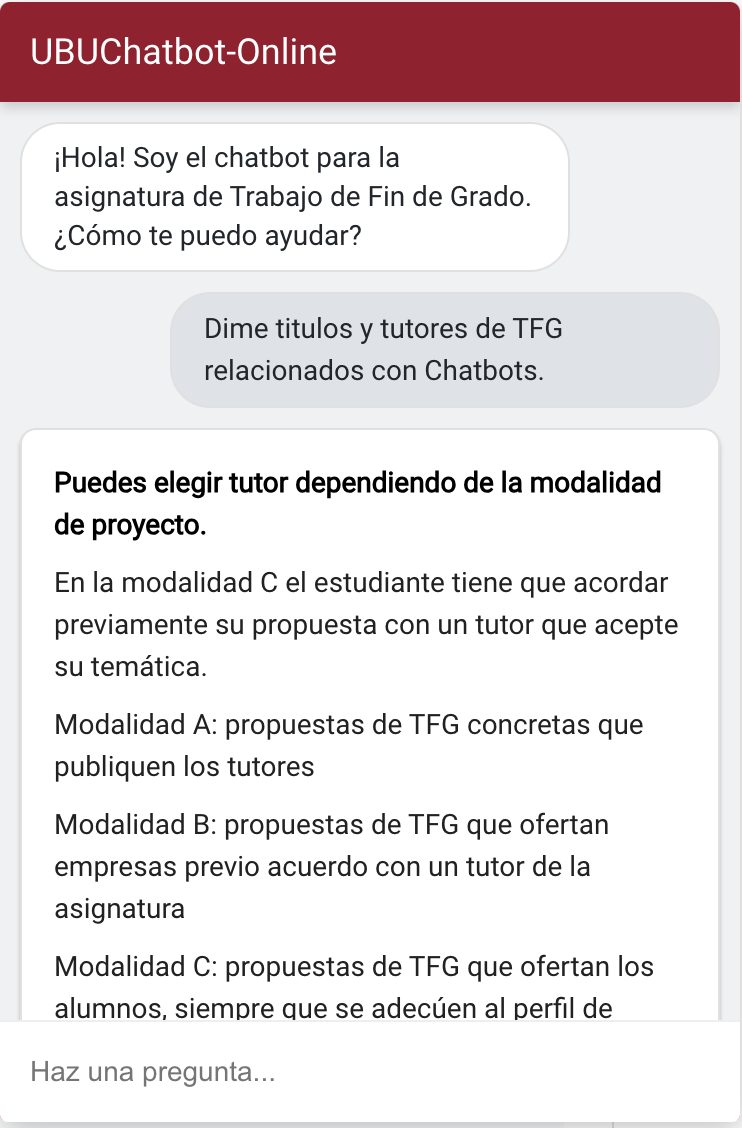 UBUChatbot-Online
¡Hola! Soy el chatbot para la
asignatura de Trabajo de Fin de Grado.
¿Cómo te puedo ayudar?
Dime titulos y tutores de TFG
relacionados con Chatbots.
Puedes elegir tutor dependiendo de la modalidad
de proyecto.
En la modalidad C el estudiante tiene que acordar
previamente su propuesta con un tutor que acepte
su temática.
Modalidad A: propuestas de TFG concretas que
publiquen los tutores
Modalidad B: propuestas de TFG que ofertan
empresas previo acuerdo con un tutor de la
asignatura
Modalidad C: propuestas de TFG que ofertan los
alumnos, siempre que se adecúen al perfil de
Haz una pregunta...